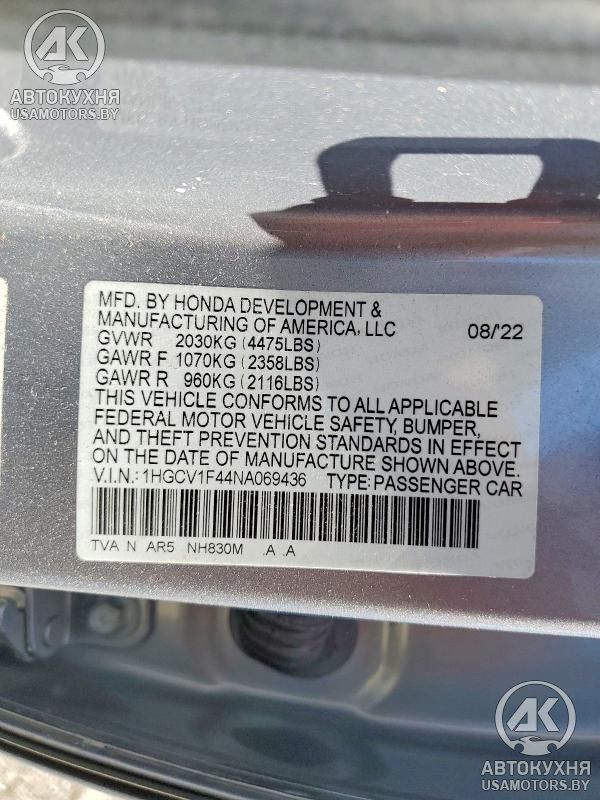 АК
АВТОКУХНЯ
USAMOTORS.BY
MFD. BY HONDA DEVELOPMENT &
MANUFACTURING OF AMERICA, LLC 08/'22
GVWR 2030KG (4475LBS)
GAWR F 1070KG (2358LBS)
GAWR R 960KG (2116LBS)
THIS VEHICLE CONFORMS TO ALL APPLICABLE
FEDERAL MOTOR VEHICLE SAFETY, BUMPER,
AND THEFT PREVENTION STANDARDS IN EFFECT
ON THE DATE OF MANUFACTURE SHOWN ABOVE.
V.I.N.: 1HGCV1F44NA069436 TYPE: PASSENGER CAR
TVA N AR5 NH830M .A .A
АК
АВТОКУХНЯ
USAMOTORS.BY